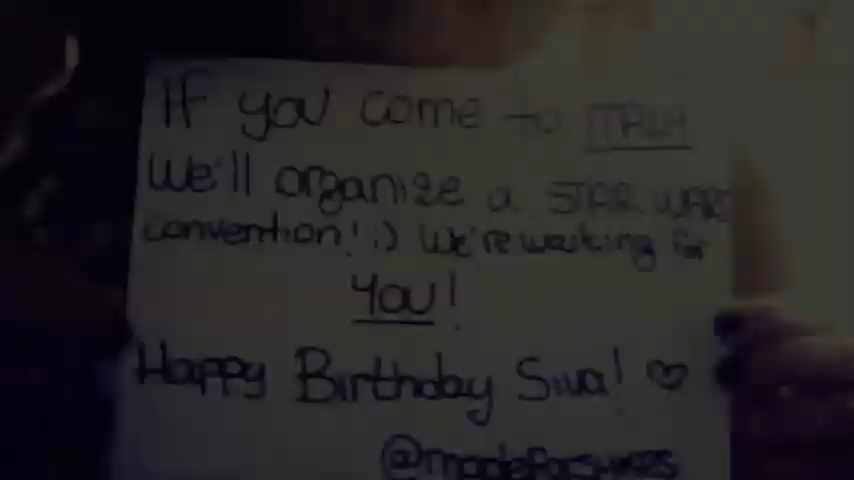 If you come to ITALY
We'll organize a STAR WARS
convention! :) We're waiting for
YOU!
Happy Birthday Siva! ♡
@madeforsykes